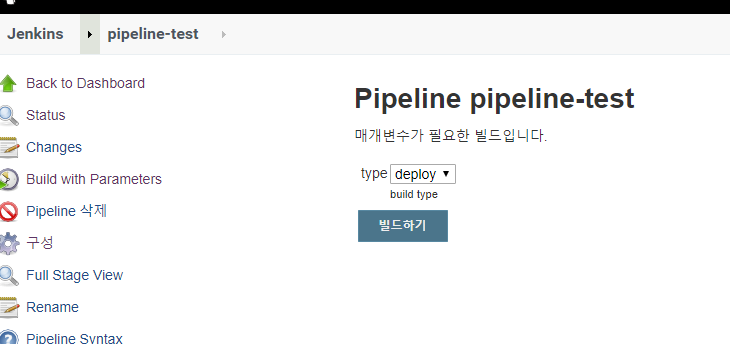 Jenkins pipeline-test
Back to Dashboard
Status
Changes
Build with Parameters
Pipeline 삭제
구성
Full Stage View
Rename
Pipeline Syntax
Pipeline pipeline-test
매개변수가 필요한 빌드입니다.
type deploy
build type
빌드하기